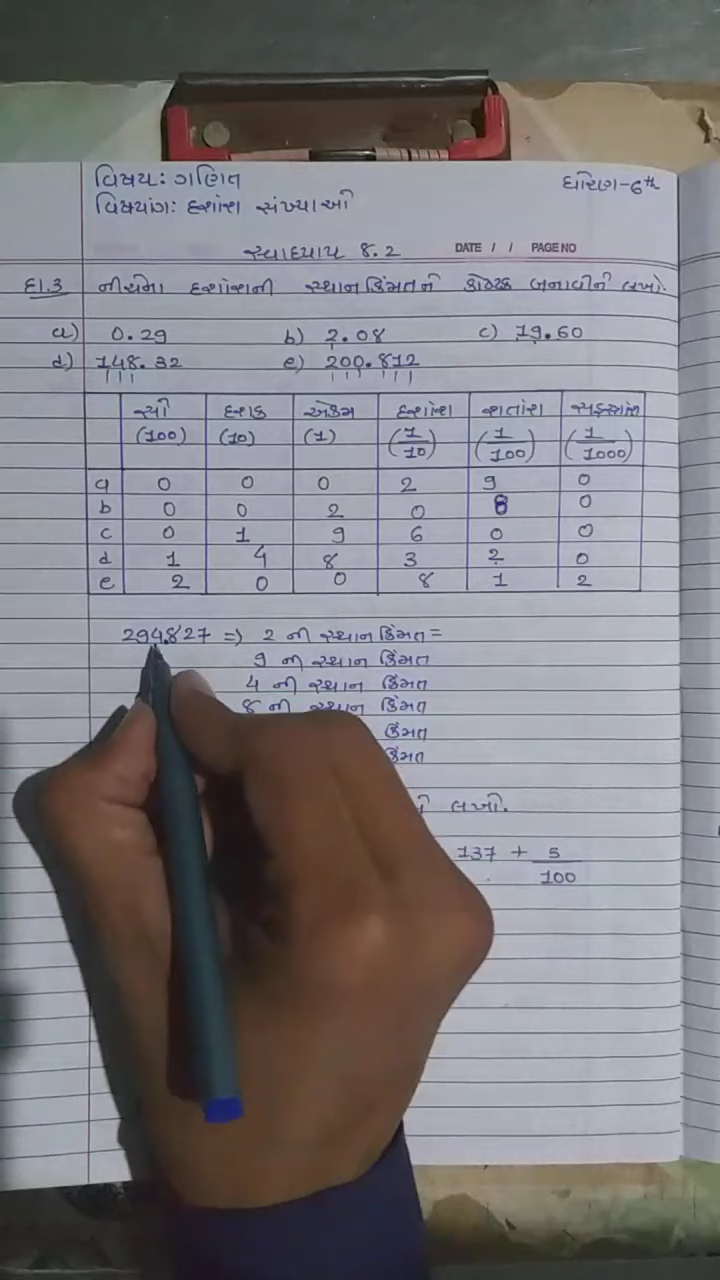 વિષય: ગણિત ધોરણ-6th
વિષયાંગ: દશાંશ સંખ્યાઓ
સ્વાધ્યાય 8.2 DATE / / PAGE NO
દા.3 નીચેના દશાંશની સ્થાનકિંમતને કોષ્ટક બનાવીને લખો.
a) 0.29 b) 2.08 c) 19.60
d) 148.32 e) 200.812
સો દશક એકમ દશાંશ શતાંશ સહસ્ત્રાંશ
(100) (10) (1) (1/10) (1/100) (1/1000)
a 0 0 0 2 9 0
b 0 0 2 0 8 0
c 0 1 9 6 0 0
d 1 4 8 3 2 0
e 2 0 0 8 1 2
294.827 => 2 ની સ્થાનકિંમત =
9 ની સ્થાન કિંમત
4 ની સ્થાન કિંમત
8 ની સ્થાન કિંમત
કિંમત
કિંમત
લખો.
137 + 5/100